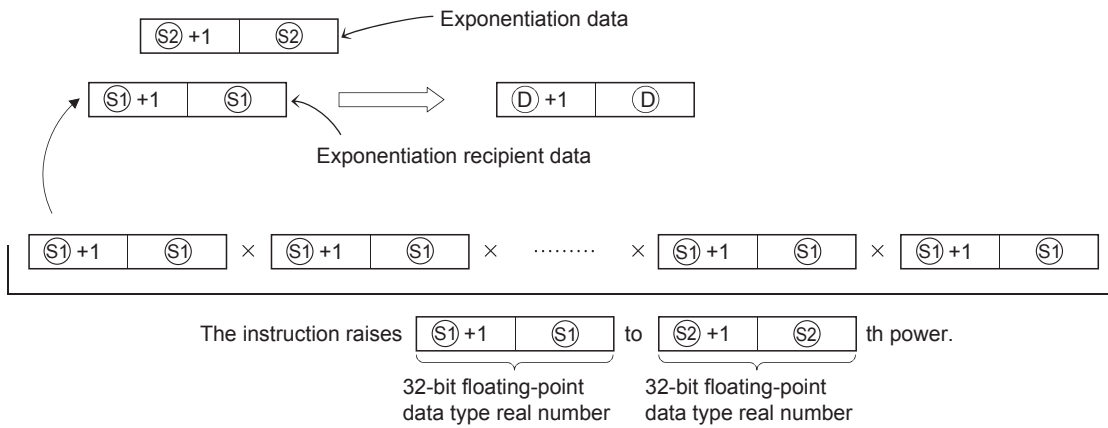 Exponentiation data
S2 +1 S2
S1 +1 S1 D +1 D
Exponentiation recipient data
S1 +1 S1 × S1 +1 S1 × ········· × S1 +1 S1 × S1 +1 S1
The instruction raises S1 +1 S1 to S2 +1 S2 th power.
32-bit floating-point 32-bit floating-point
data type real number data type real number